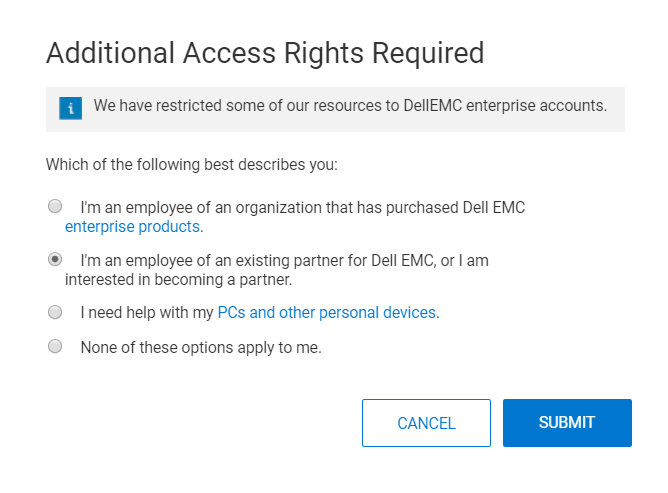 Additional Access Rights Required
i We have restricted some of our resources to DellEMC enterprise accounts.
Which of the following best describes you:
I'm an employee of an organization that has purchased Dell EMC
enterprise products.
I'm an employee of an existing partner for Dell EMC, or I am
interested in becoming a partner.
I need help with my PCs and other personal devices.
None of these options apply to me.
CANCEL SUBMIT